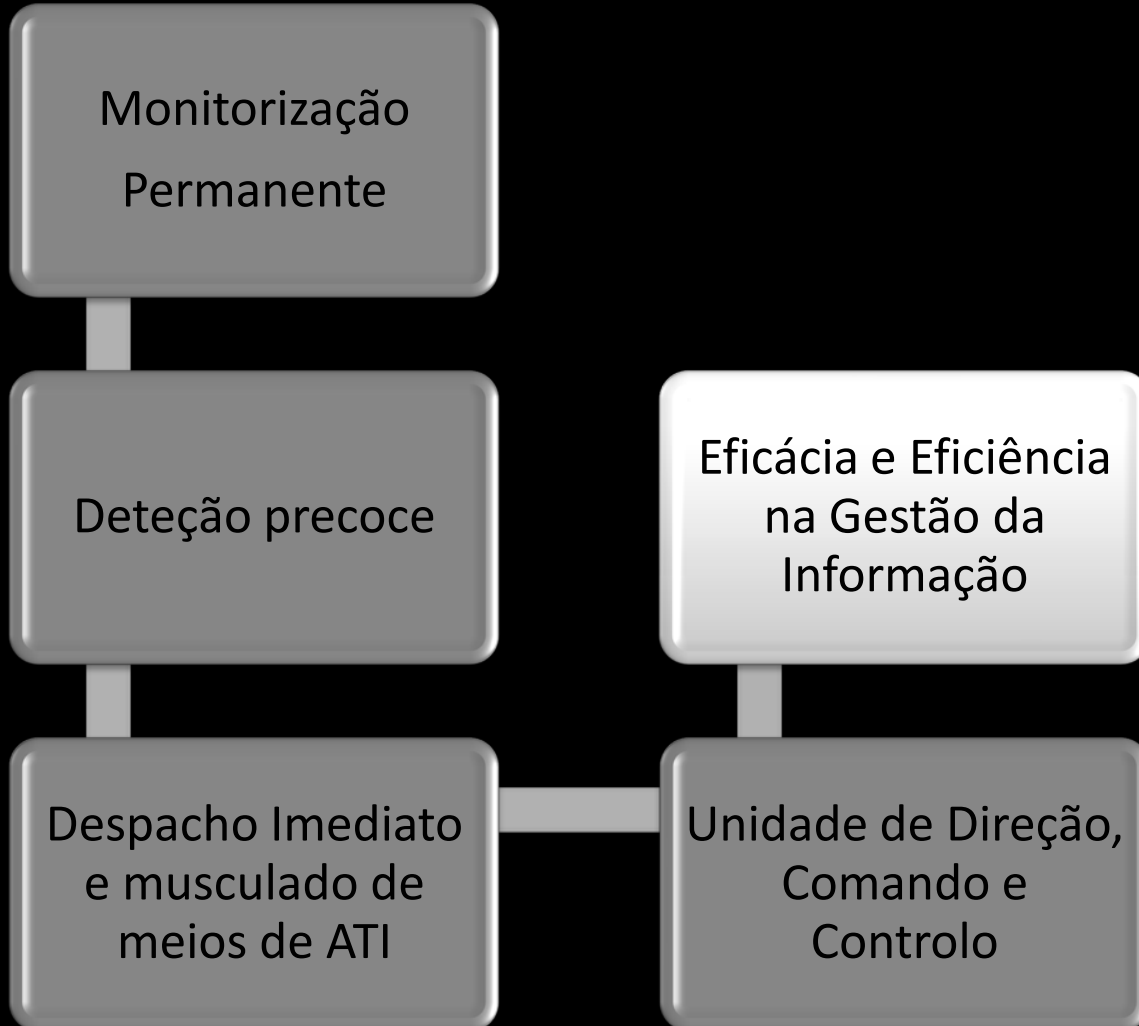 Monitorização
Permanente
Deteção precoce
Despacho Imediato
e musculado de
meios de ATI
Unidade de Direção,
Comando e
Controlo
Eficácia e Eficiência
na Gestão da
Informação